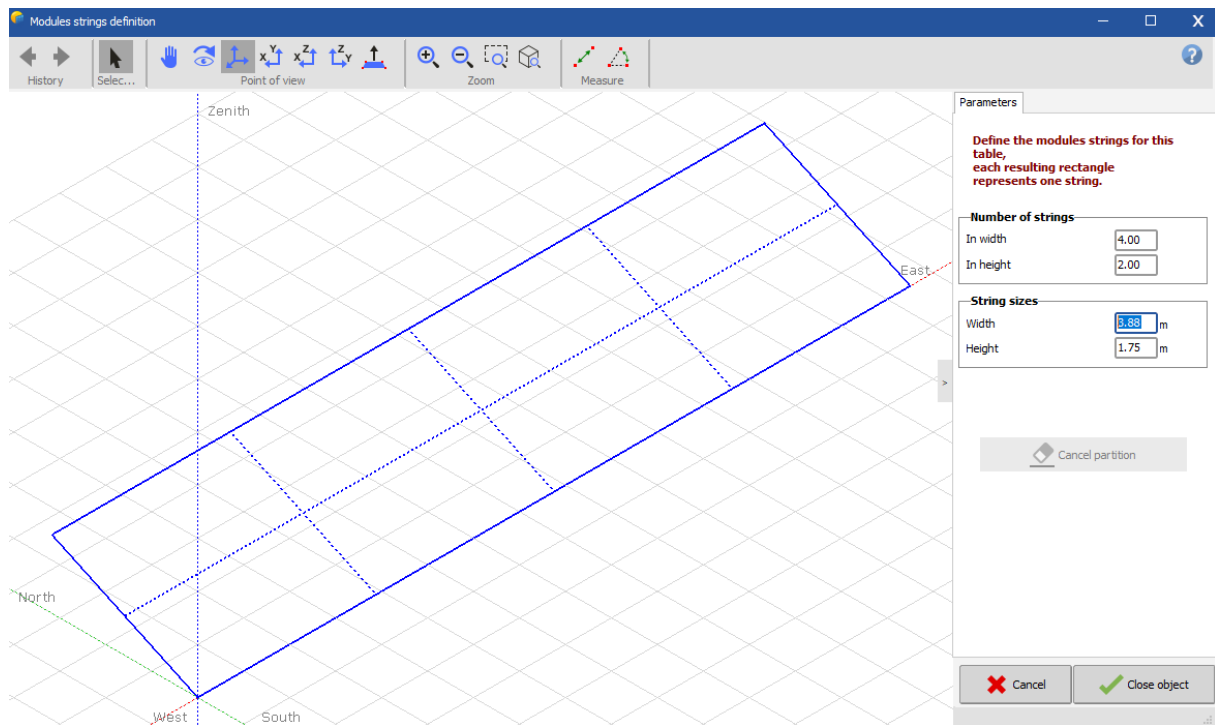 Modules strings definition
X
History
Selec...
Point of view
Zoom
Measure
?
Zenith
East
North
West
South
>
Parameters
Define the modules strings for this
table,
each resulting rectangle
represents one string.
Number of strings
In width 4.00
In height 2.00
String sizes
Width 3.88 m
Height 1.75 m
Cancel partition
Cancel Close object